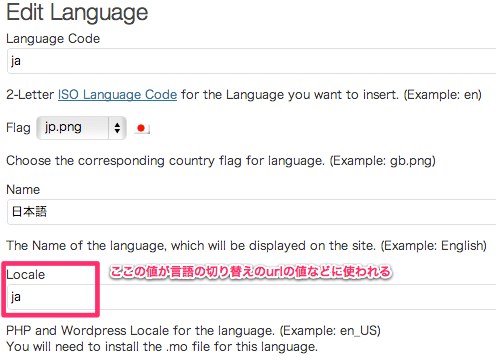 Edit Language
Language Code
ja
2-Letter ISO Language Code for the Language you want to insert. (Example: en)
Flag jp.png
Choose the corresponding country flag for language. (Example: gb.png)
Name
日本語
The Name of the language, which will be displayed on the site. (Example: English)
Locale ここの値が言語の切り替えのurlの値などに使われる
ja
PHP and Wordpress Locale for the language. (Example: en_US)
You will need to install the .mo file for this language.